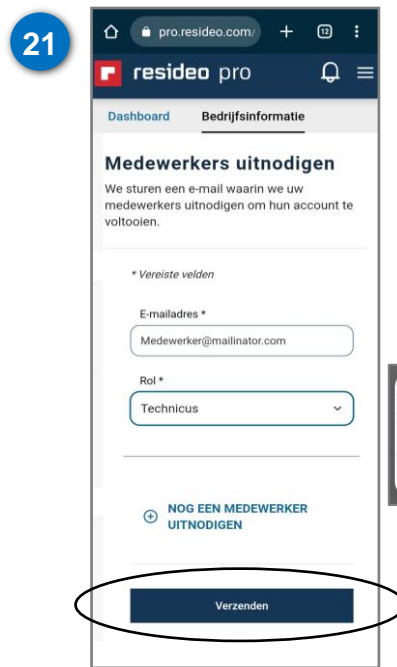 21
pro.resideo.com/
12
resideo pro
Dashboard Bedrijfsinformatie
Medewerkers uitnodigen
We sturen een e-mail waarin we uw
medewerkers uitnodigen om hun account te
voltooien.
* Vereiste velden
E-mailadres *
Medewerker@mailinator.com
Rol *
Technicus
NOG EEN MEDEWERKER
UITNODIGEN
Verzenden